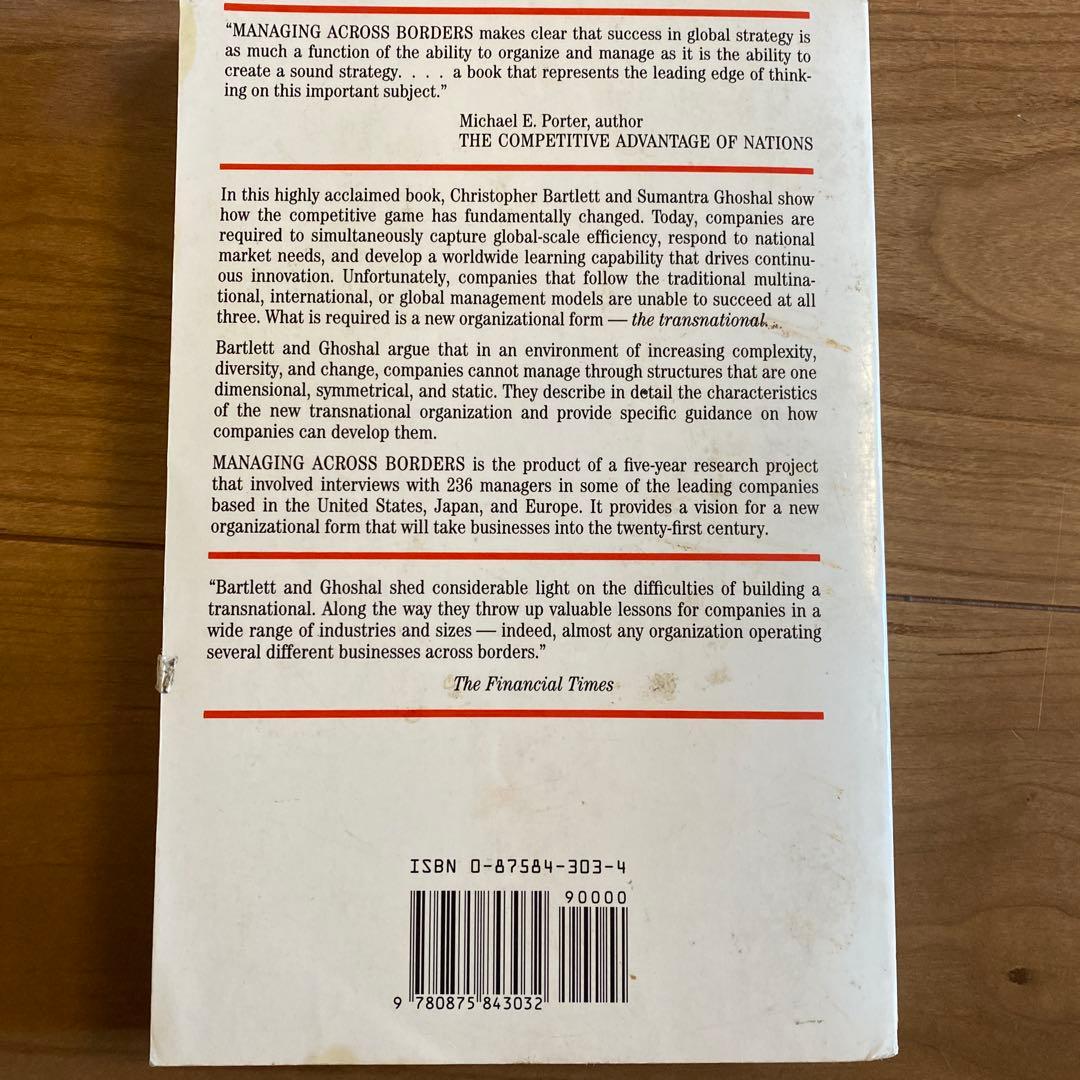 “MANAGING ACROSS BORDERS makes clear that success in global strategy is
as much a function of the ability to organize and manage as it is the ability to
create a sound strategy. . . . a book that represents the leading edge of think-
ing on this important subject.”
Michael E. Porter, author
THE COMPETITIVE ADVANTAGE OF NATIONS
In this highly acclaimed book, Christopher Bartlett and Sumantra Ghoshal show
how the competitive game has fundamentally changed. Today, companies are
required to simultaneously capture global-scale efficiency, respond to national
market needs, and develop a worldwide learning capability that drives continu-
ous innovation. Unfortunately, companies that follow the traditional multina-
tional, international, or global management models are unable to succeed at all
three. What is required is a new organizational form — the transnational.
Bartlett and Ghoshal argue that in an environment of increasing complexity,
diversity, and change, companies cannot manage through structures that are one
dimensional, symmetrical, and static. They describe in detail the characteristics
of the new transnational organization and provide specific guidance on how
companies can develop them.
MANAGING ACROSS BORDERS is the product of a five-year research project
that involved interviews with 236 managers in some of the leading companies
based in the United States, Japan, and Europe. It provides a vision for a new
organizational form that will take businesses into the twenty-first century.
“Bartlett and Ghoshal shed considerable light on the difficulties of building a
transnational. Along the way they throw up valuable lessons for companies in a
wide range of industries and sizes — indeed, almost any organization operating
several different businesses across borders.”
The Financial Times
ISBN 0-87584-303-4
90000
9 780875 843032